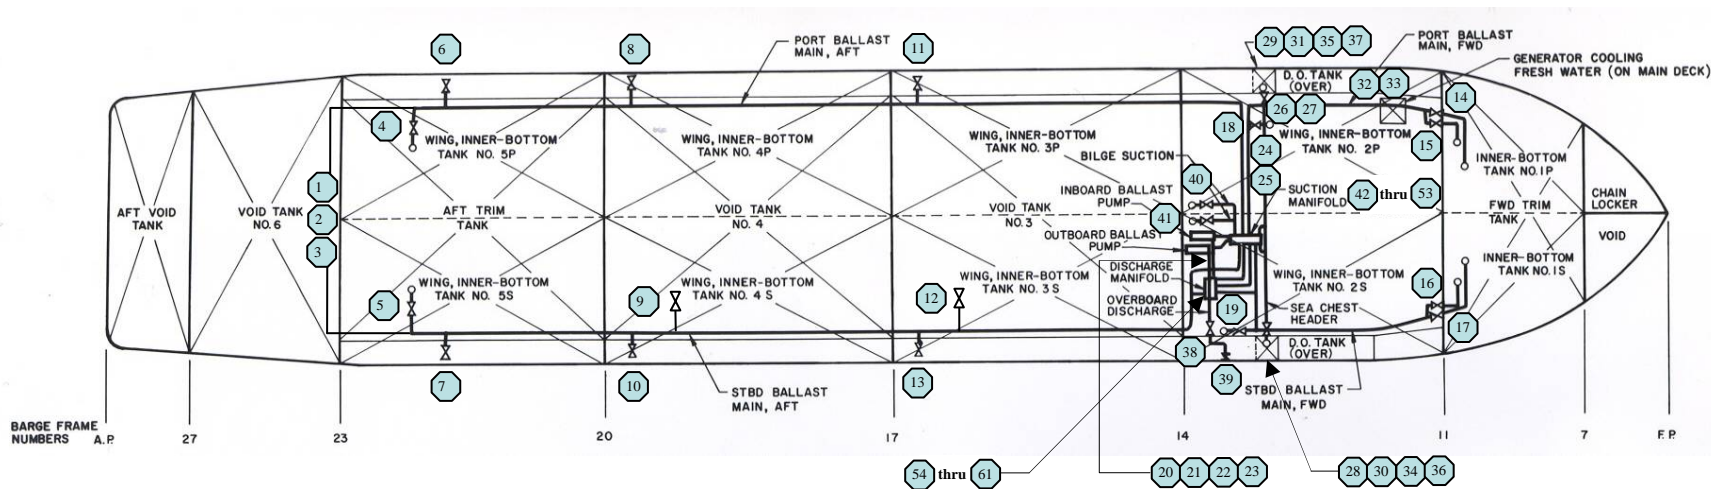 29 31 35 37
6
8
11
PORT BALLAST
MAIN, AFT
PORT BALLAST
MAIN, FWD
GENERATOR COOLING
FRESH WATER (ON MAIN DECK)
D.O. TANK
(OVER)
32 33
14
26 27
4
18
15
WING, INNER-BOTTOM
TANK NO. 5P
WING, INNER-BOTTOM
TANK NO. 4P
WING, INNER-BOTTOM
TANK NO. 3P
WING, INNER-BOTTOM
TANK NO. 2P
INNER-BOTTOM
TANK NO. 1P
24
25
BILGE SUCTION
40
1
2
3
INBOARD BALLAST
PUMP
SUCTION
MANIFOLD
42 thru 53
CHAIN
LOCKER
AFT VOID
TANK
VOID TANK
NO. 6
AFT TRIM
TANK
VOID TANK
NO. 4
VOID TANK
NO. 3
41
FWD TRIM
TANK
VOID
OUTBOARD BALLAST
PUMP
DISCHARGE
MANIFOLD
OVERBOARD
DISCHARGE
WING, INNER-BOTTOM
TANK NO. 5S
WING, INNER-BOTTOM
TANK NO. 4 S
WING, INNER-BOTTOM
TANK NO. 3 S
WING, INNER-BOTTOM
TANK NO. 2 S
INNER-BOTTOM
TANK NO. 1 S
5
9
12
19
16
17
SEA CHEST
HEADER
D.O. TANK
(OVER)
38
39
7
10
13
STBD BALLAST
MAIN, AFT
STBD BALLAST
MAIN, FWD
BARGE FRAME
NUMBERS
A.P. 27 23 20 17 14 11 7 F.P.
54 thru 61
20 21 22 23
28 30 34 36